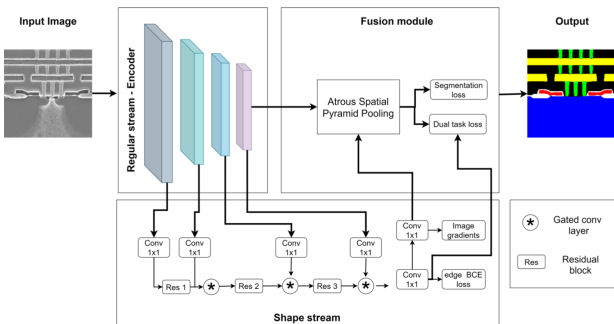 Input Image
Fusion module
Output
Regular stream - Encoder
Atrous Spatial
Pyramid Pooling
Segmentation
loss
Dual task loss
Conv
1x1
Conv
1x1
Conv
1x1
Conv
1x1
Conv
1x1
Image
gradients
Res 1
*
Res 2
*
Res 3
*
Conv
1x1
edge BCE
loss
Shape stream
*
Gated conv
layer
Res
Residual
block